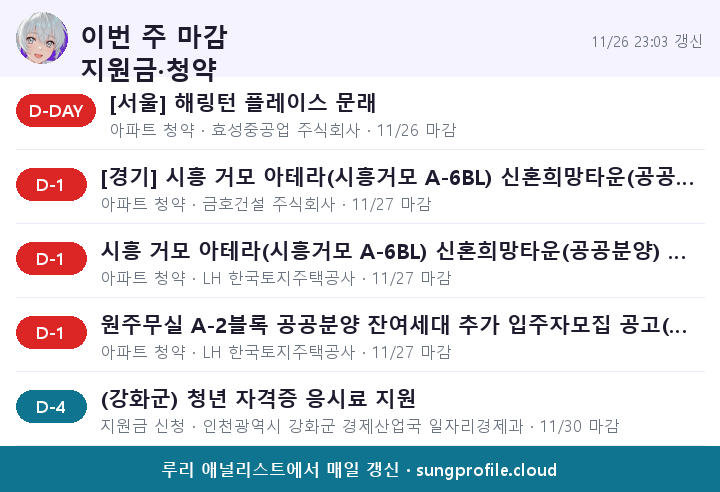 이번 주 마감
지원금·청약
11/26 23:03 갱신
D-DAY
[서울] 해링턴 플레이스 문래
아파트 청약 · 효성중공업 주식회사 · 11/26 마감
D-1
[경기] 시흥 거모 아테라(시흥거모 A-6BL) 신혼희망타운(공공...
아파트 청약 · 금호건설 주식회사 · 11/27 마감
D-1
시흥 거모 아테라(시흥거모 A-6BL) 신혼희망타운(공공분양) ...
아파트 청약 · LH 한국토지주택공사 · 11/27 마감
D-1
원주무실 A-2블록 공공분양 잔여세대 추가 입주자모집 공고(...
아파트 청약 · LH 한국토지주택공사 · 11/27 마감
D-4
(강화군) 청년 자격증 응시료 지원
지원금 신청 · 인천광역시 강화군 경제산업국 일자리경제과 · 11/30 마감
루리 애널리스트에서 매일 갱신 · sungprofile.cloud